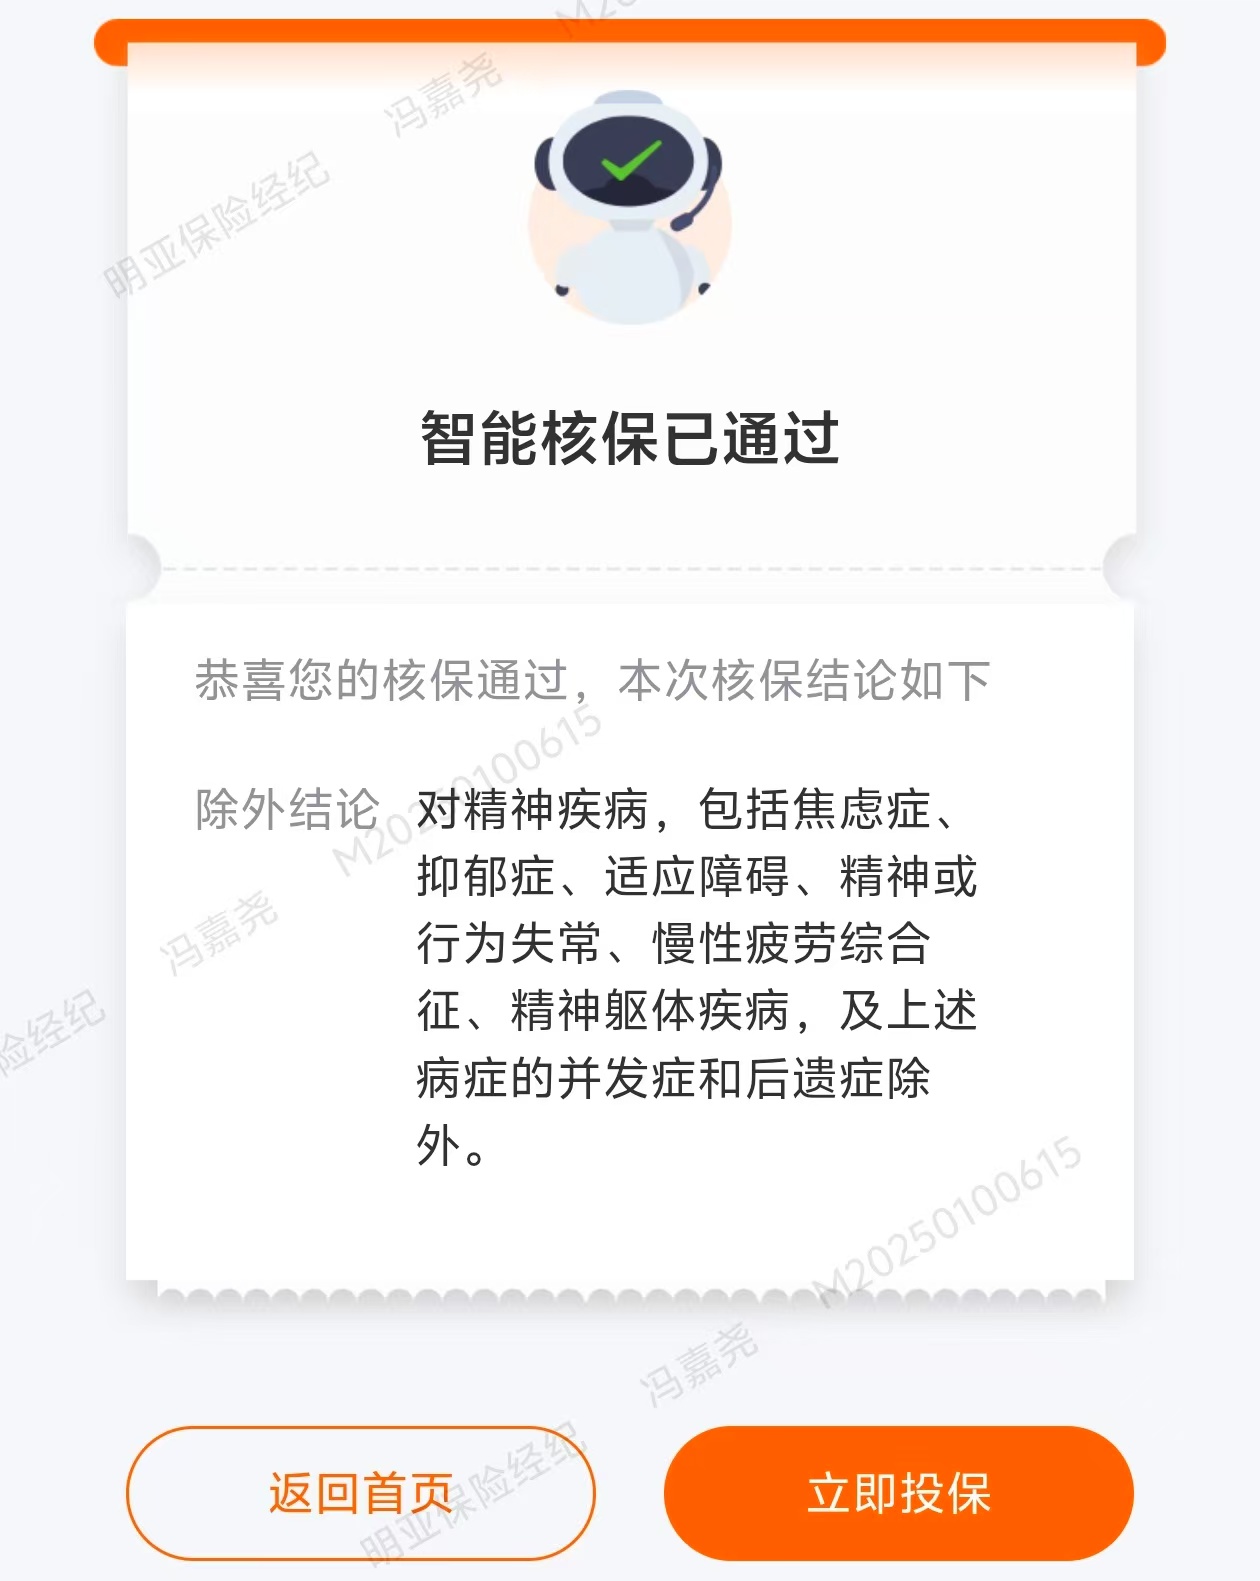 冯嘉尧
明亚保险经纪
智能核保已通过
恭喜您的核保通过，本次核保结论如下
M20250100615
除外结论
对精神疾病，包括焦虑症、
抑郁症、适应障碍、精神或
行为失常、慢性疲劳综合
征、精神躯体疾病，及上述
病症的并发症和后遗症除
外。
冯嘉尧
险经纪
M20250100615
冯嘉尧
明亚保险经纪
返回首页
立即投保